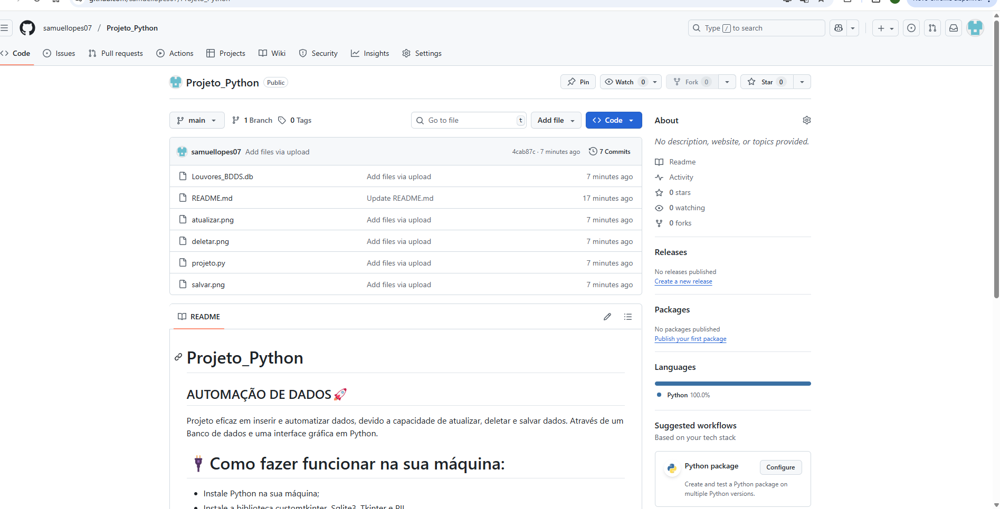 samuellopes07 / Projeto_Python
Type / to search
Code Issues Pull requests Actions Projects Wiki Security Insights Settings
Projeto_Python Public
Pin Watch 0 Fork 0 Star 0
main 1 Branch 0 Tags
Go to file t Add file Code
samuellopes07 Add files via upload 4cab87c · 7 minutes ago 7 Commits
Louvores_BDDS.db Add files via upload 7 minutes ago
README.md Update README.md 17 minutes ago
atualizar.png Add files via upload 7 minutes ago
deletar.png Add files via upload 7 minutes ago
projeto.py Add files via upload 7 minutes ago
salvar.png Add files via upload 7 minutes ago
README
Projeto_Python
AUTOMAÇÃO DE DADOS🚀
Projeto eficaz em inserir e automatizar dados, devido a capacidade de atualizar, deletar e salvar dados. Através de um
Banco de dados e uma interface gráfica em Python.
🔌 Como fazer funcionar na sua máquina:
• Instale Python na sua máquina;
• Instale a biblioteca customtkinter, Sqlite3, Tkinter e PIL
About
No description, website, or topics provided.
Readme
Activity
0 stars
0 watching
0 forks
Releases
No releases published
Create a new release
Packages
No packages published
Publish your first package
Languages
Python 100.0%
Suggested workflows
Based on your tech stack
Python package Configure
Create and test a Python package on
multiple Python versions.